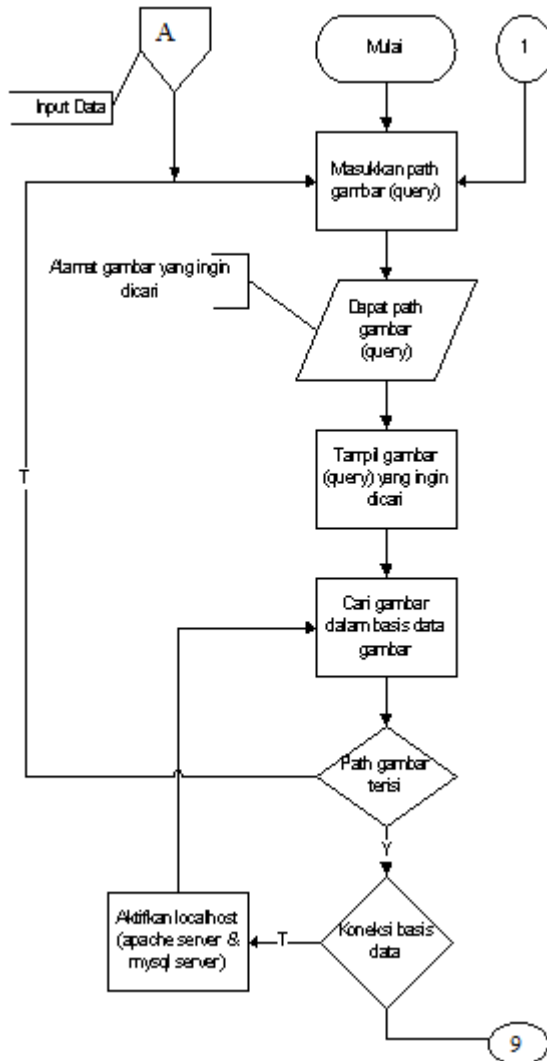 A
Mulai
1
Input Data
Masukkan path
gambar (query)
Alamat gambar yang ingin
dicari
Dapat path
gambar
(query)
Tampil gambar
(query) yang ingin
dicari
T
Cari gambar
dalam basis data
gambar
Path gambar
terisi
Y
Aktifkan localhost
(apache server &
mysql server)
T
Koneksi basis
data
9